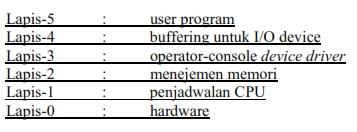 Lapis-5 : user program
Lapis-4 : buffering untuk I/O device
Lapis-3 : operator-console device driver
Lapis-2 : menejemen memori
Lapis-1 : penjadwalan CPU
Lapis-0 : hardware